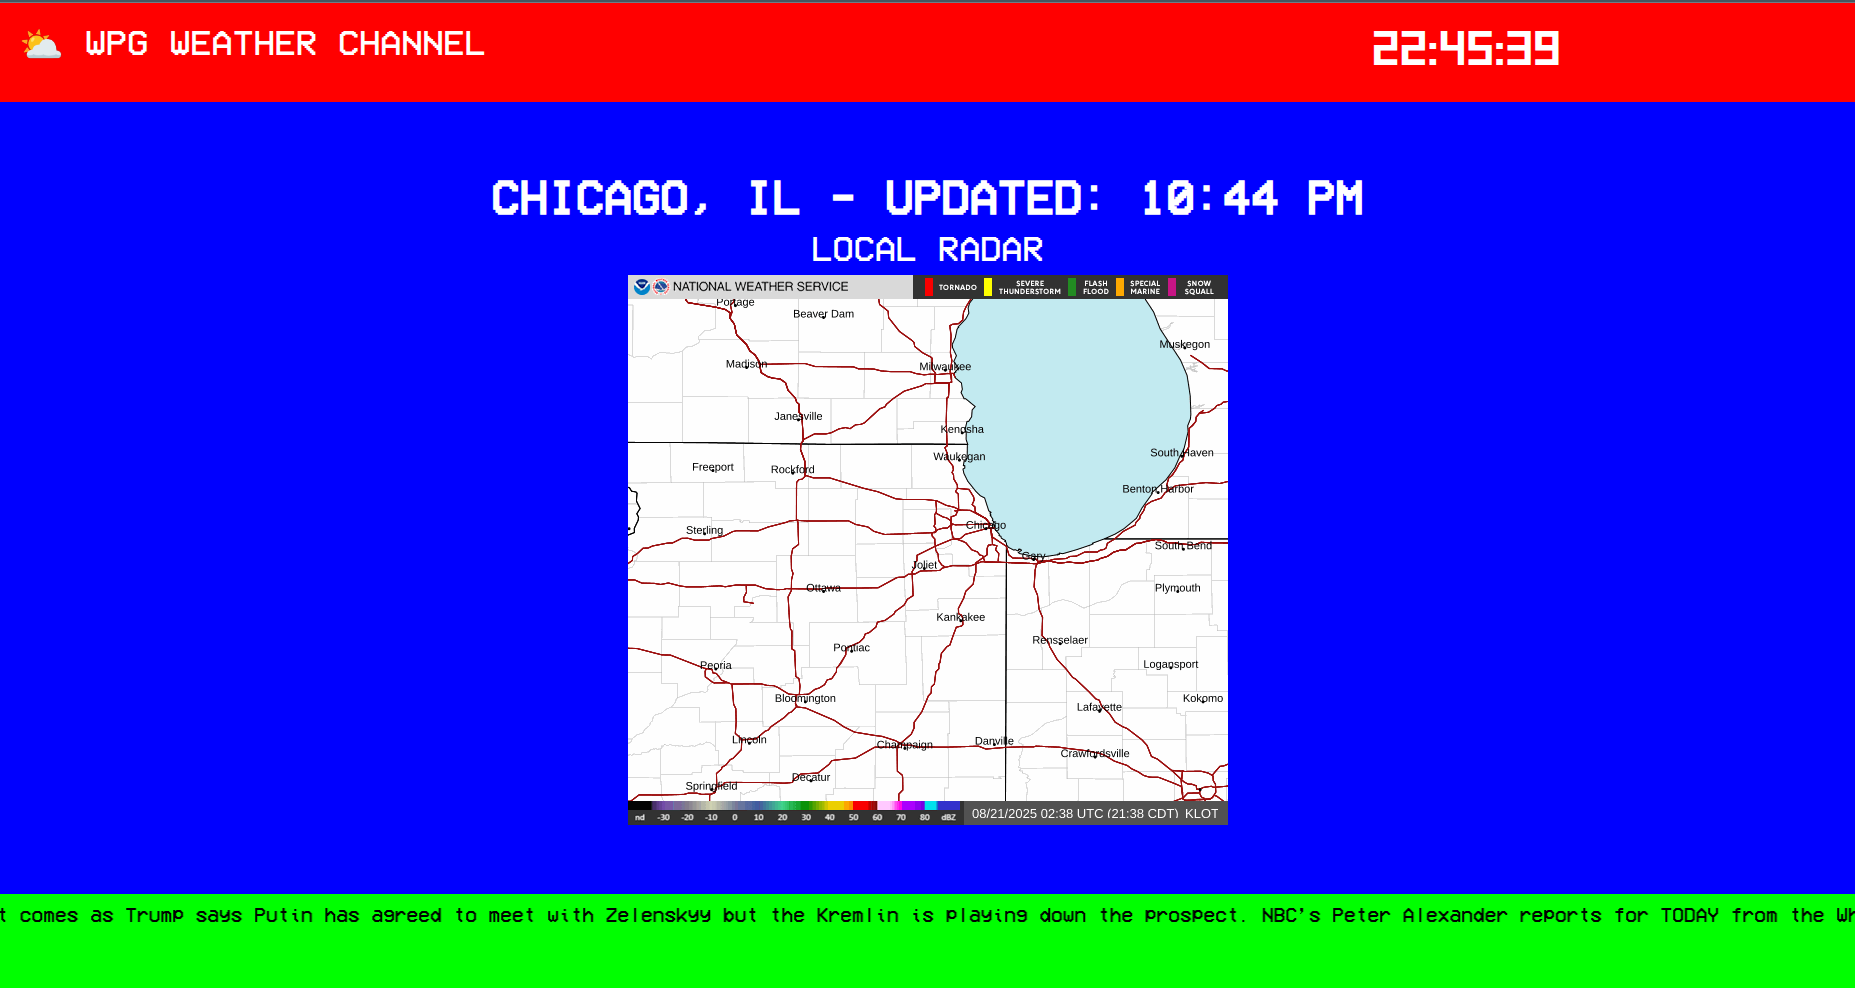 WPG WEATHER CHANNEL
22:45:39
CHICAGO, IL - UPDATED: 10:44 PM
LOCAL RADAR
NATIONAL WEATHER SERVICE
TORNADO
SEVERE THUNDERSTORM
FLASH FLOOD
SPECIAL MARINE
SNOW SQUALL
Portage
Beaver Dam
Muskegon
Madison
Milwaukee
Janesville
Kenosha
South Haven
Waukegan
Freeport
Rockford
Benton Harbor
Chicago
Sterling
South Bend
Gary
Joliet
Ottawa
Plymouth
Kankakee
Rensselaer
Pontiac
Peoria
Logansport
Bloomington
Kokomo
Lafayette
Lincoln
Champaign
Danville
Crawfordsville
Decatur
Springfield
nd -30 -20 -10 0 10 20 30 40 50 60 70 80 dBZ
08/21/2025 02:38 UTC (21:38 CDT) KLOT
t comes as Trump says Putin has agreed to meet with Zelenskyy but the Kremlin is playing down the prospect. NBC's Peter Alexander reports for TODAY from the Wh